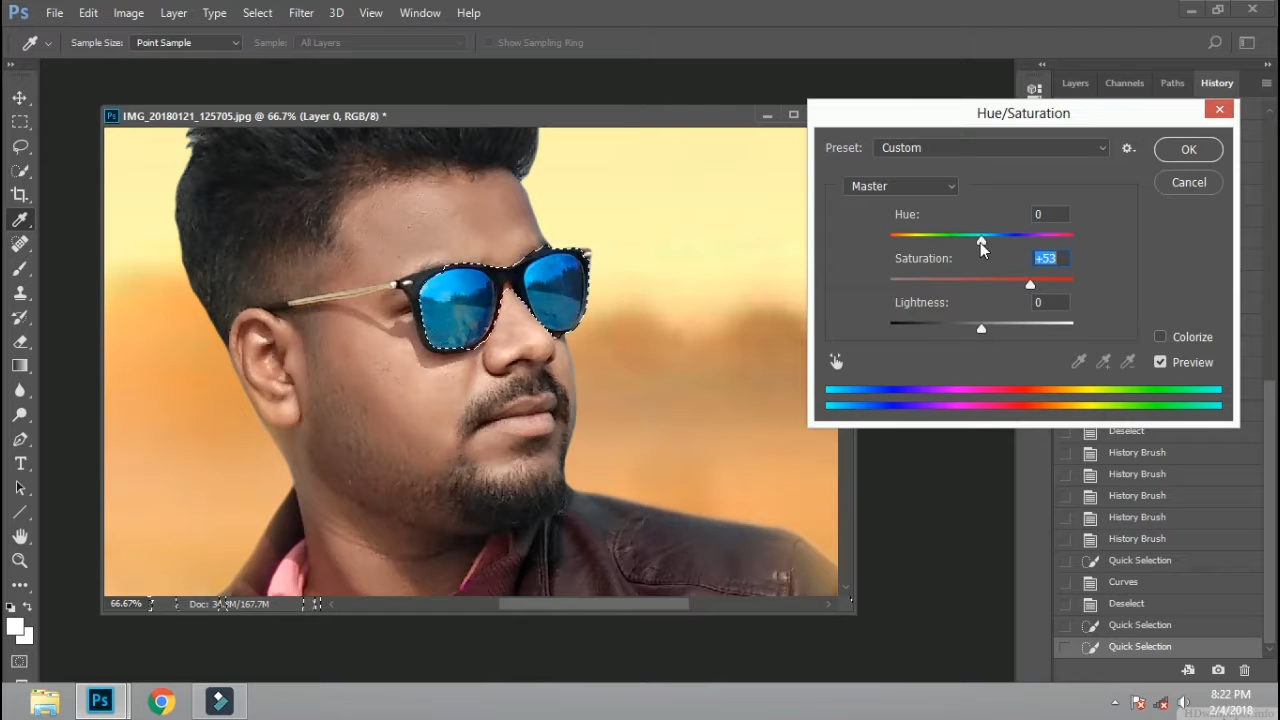 Ps File Edit Image Layer Type Select Filter 3D View Window Help
Sample Size: Point Sample Sample: All Layers Show Sampling Ring
Layers Channels Paths History
IMG_20180121_125705.jpg @ 66.7% (Layer 0, RGB/8) *
Hue/Saturation
Preset: Custom
OK
Master
Cancel
Hue: 0
Saturation: +53
Lightness: 0
Colorize
Preview
Deselect
History Brush
History Brush
History Brush
History Brush
History Brush
Quick Selection
Curves
Deselect
Quick Selection
Quick Selection
66.67%
Ps
8:22 PM
2/4/2018